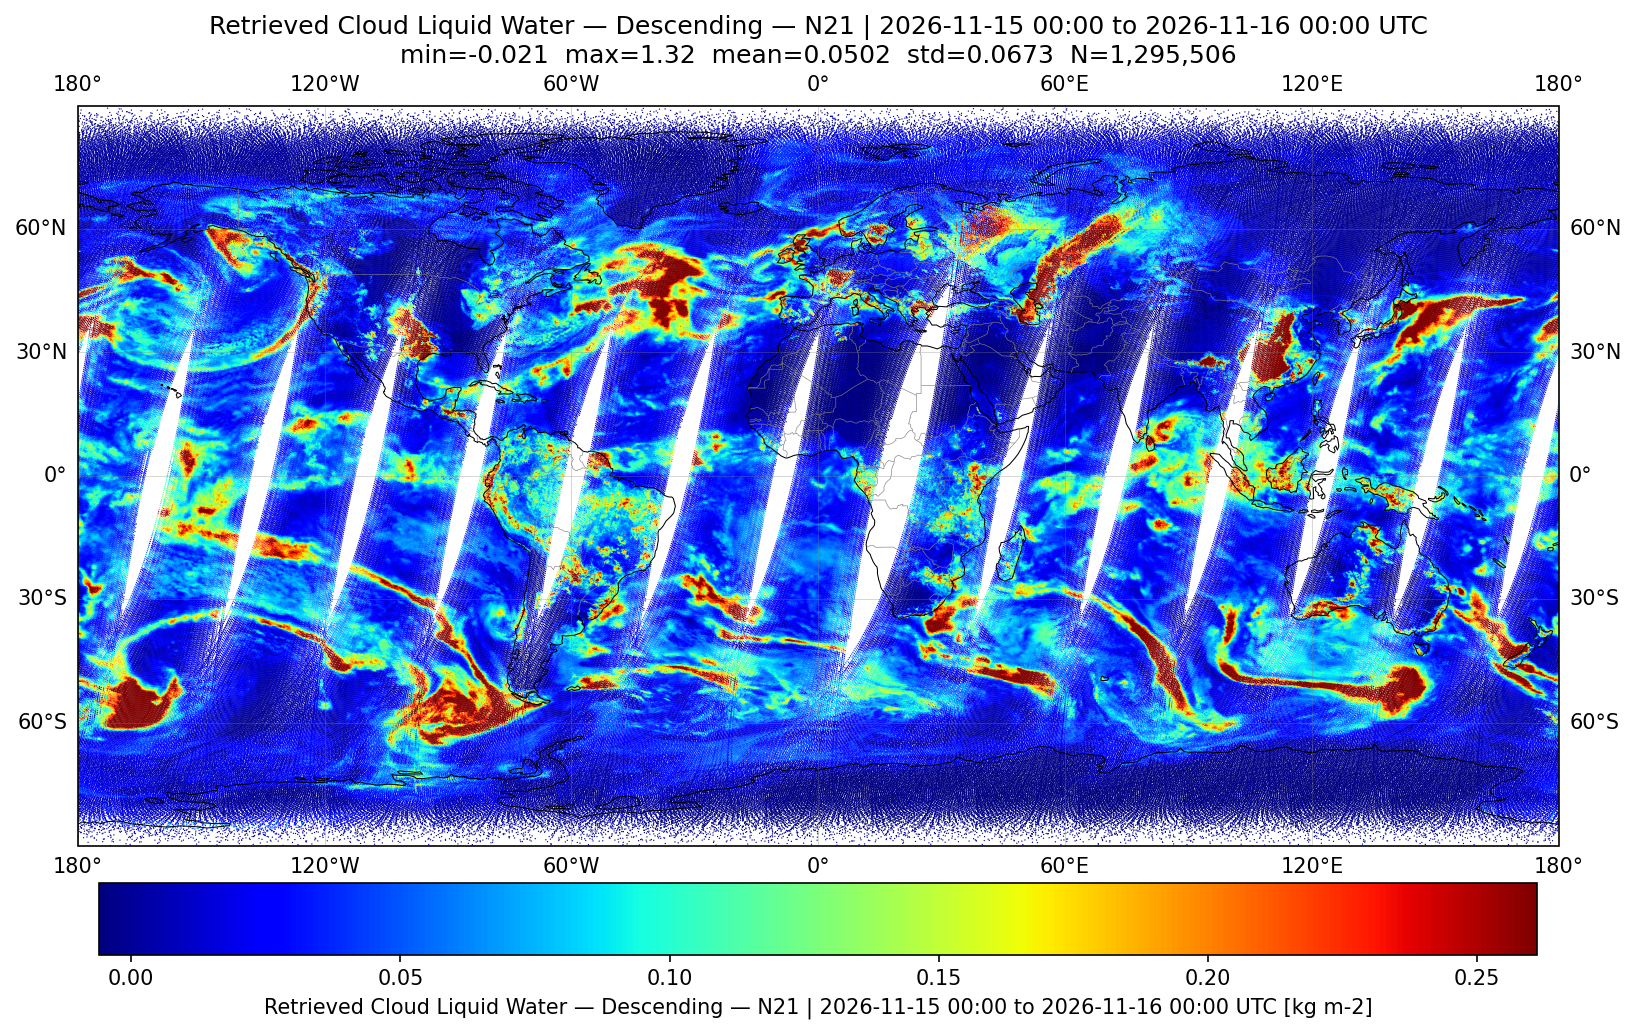 Retrieved Cloud Liquid Water — Descending — N21 | 2026-11-15 00:00 to 2026-11-16 00:00 UTC
min=-0.021  max=1.32  mean=0.0502  std=0.0673  N=1,295,506
180° 120°W 60°W 0° 60°E 120°E 180°
60°N 60°N
30°N 30°N
0° 0°
30°S 30°S
60°S 60°S
180° 120°W 60°W 0° 60°E 120°E 180°
0.00 0.05 0.10 0.15 0.20 0.25
Retrieved Cloud Liquid Water — Descending — N21 | 2026-11-15 00:00 to 2026-11-16 00:00 UTC [kg m-2]